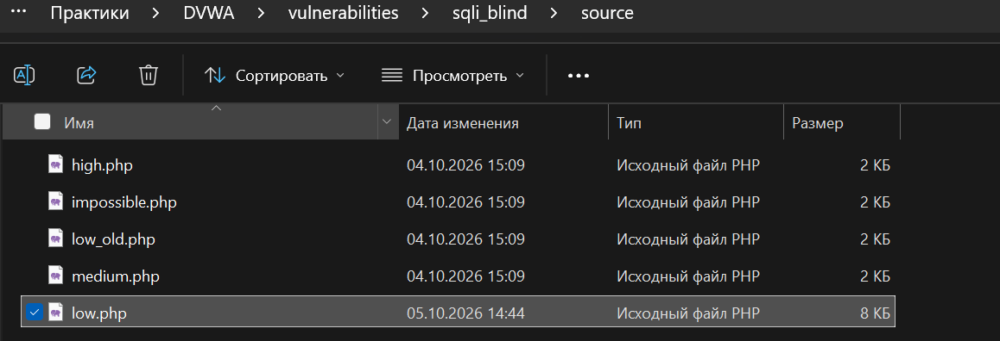 ··· Практики > DVWA > vulnerabilities > sqli_blind > source
Сортировать Просмотреть ···
Имя Дата изменения Тип Размер
high.php 04.10.2026 15:09 Исходный файл PHP 2 КБ
impossible.php 04.10.2026 15:09 Исходный файл PHP 2 КБ
low_old.php 04.10.2026 15:09 Исходный файл PHP 2 КБ
medium.php 04.10.2026 15:09 Исходный файл PHP 2 КБ
low.php 05.10.2026 14:44 Исходный файл PHP 8 КБ